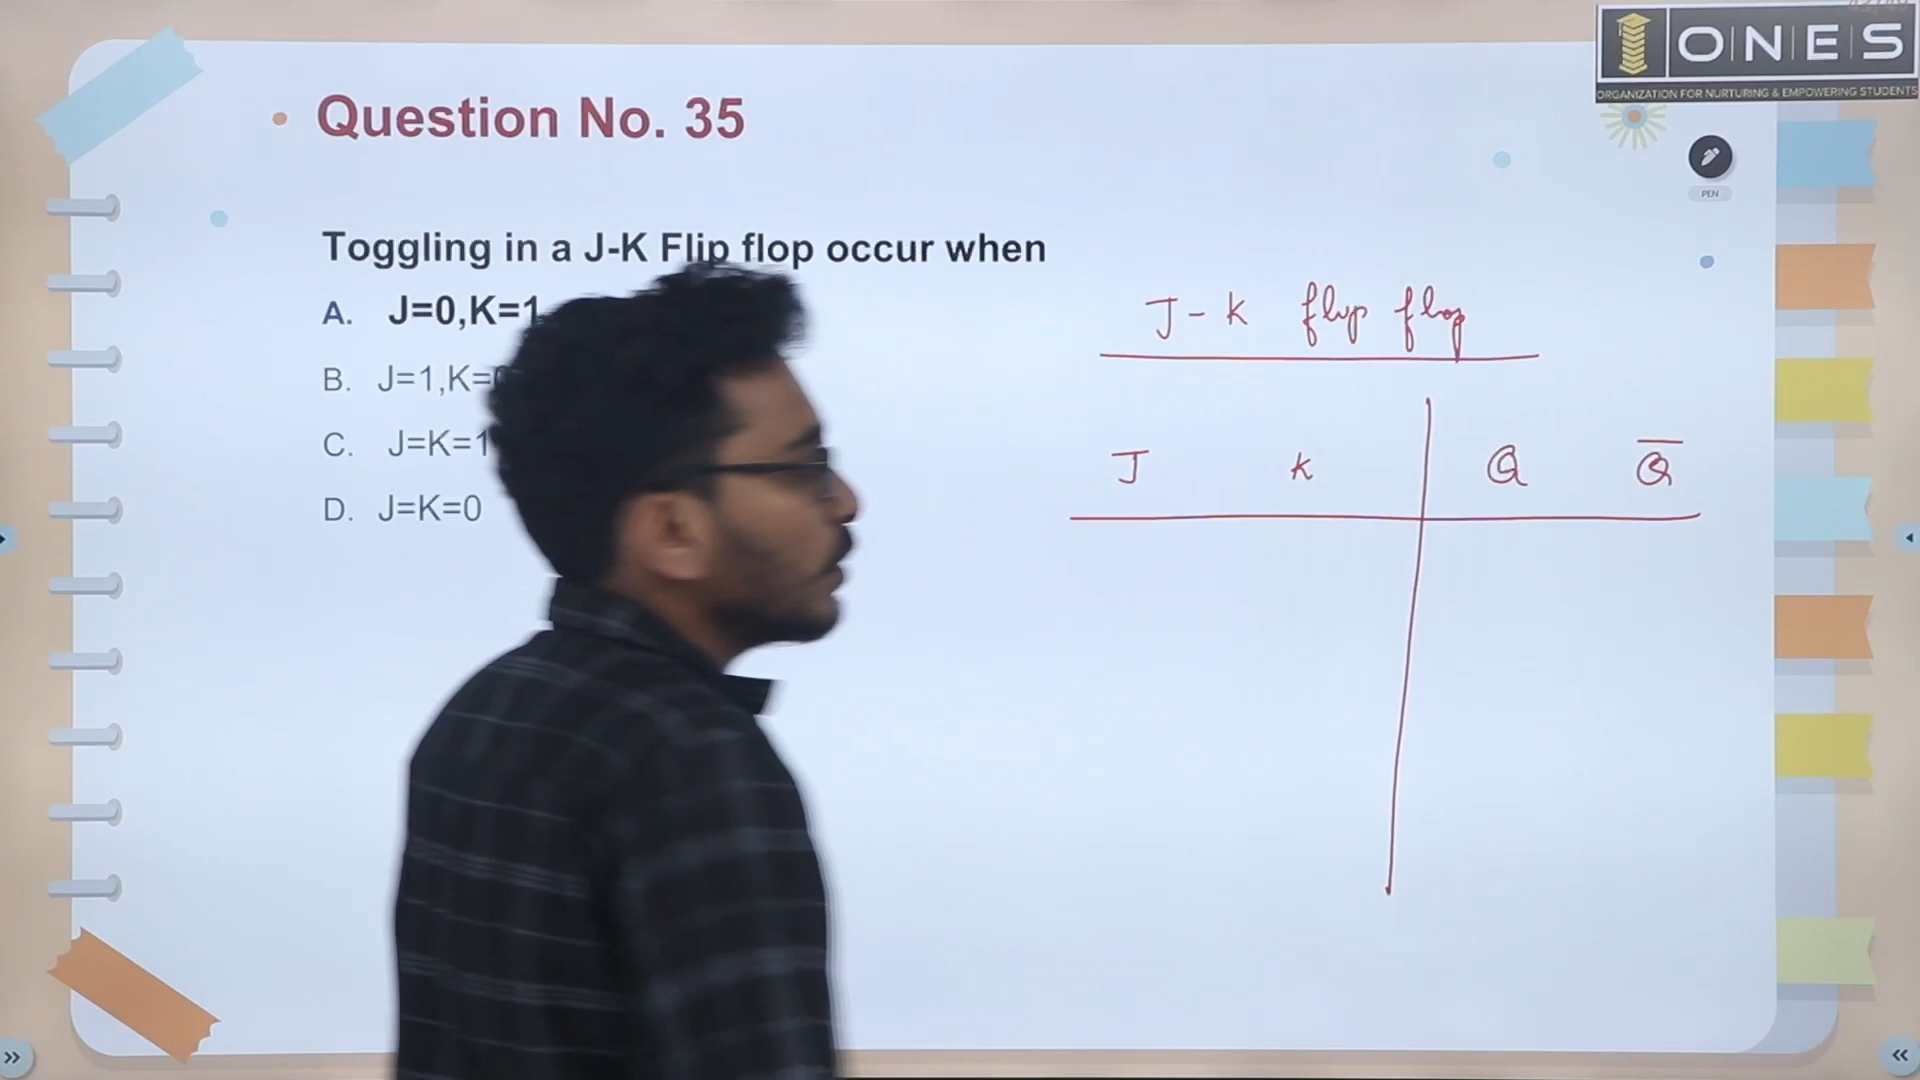 O|N|E|S
ORGANIZATION FOR NURTURING & EMPOWERING STUDENTS
• Question No. 35
PEN
Toggling in a J-K Flip flop occur when
A. J=0,K=1
B. J=1,K=
C. J=K=1
D. J=K=0
J-K flip flop
J K Q Q̅